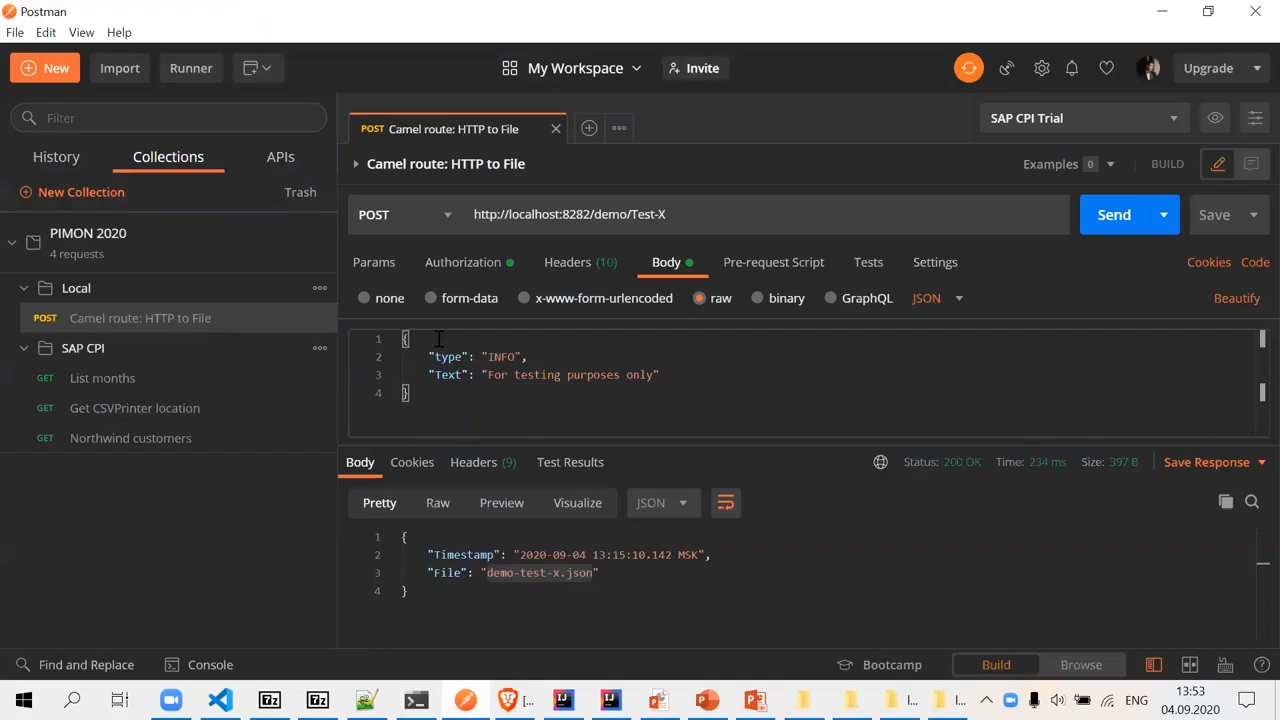 Postman
File Edit View Help
New Import Runner My Workspace Invite Upgrade
Filter
History Collections APIs
New Collection Trash
PIMON 2020
4 requests
Local
POST Camel route: HTTP to File
SAP CPI
GET List months
GET Get CSVPrinter location
GET Northwind customers
POST Camel route: HTTP to File
SAP CPI Trial
Camel route: HTTP to File Examples 0 BUILD
POST http://localhost:8282/demo/Test-X Send Save
Params Authorization Headers (10) Body Pre-request Script Tests Settings Cookies Code
none form-data x-www-form-urlencoded raw binary GraphQL JSON Beautify
1 {
2 "type": "INFO",
3 "Text": "For testing purposes only"
4 }
Body Cookies Headers (9) Test Results Status: 200 OK Time: 234 ms Size: 397 B Save Response
Pretty Raw Preview Visualize JSON
1 {
2 "Timestamp": "2020-09-04 13:15:10.142 MSK",
3 "File": "demo-test-x.json"
4 }
Find and Replace Console Bootcamp Build Browse
7z 7z [... I... I... ENG 13:53
04.09.2020